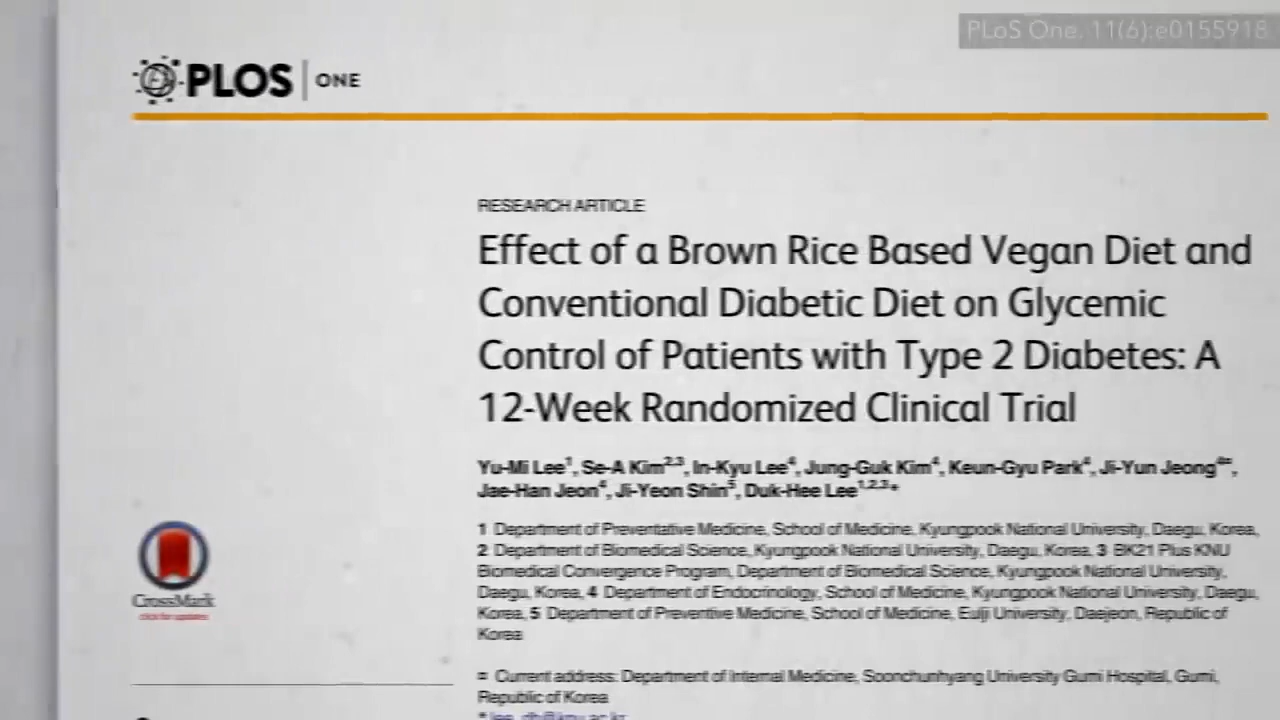 PLoS One. 11(6):e0155918
PLOS ONE
RESEARCH ARTICLE
Effect of a Brown Rice Based Vegan Diet and
Conventional Diabetic Diet on Glycemic
Control of Patients with Type 2 Diabetes: A
12-Week Randomized Clinical Trial
Yu-Mi Lee1, Se-A Kim2,3, In-Kyu Lee4, Jung-Guk Kim4, Keun-Gyu Park4, Ji-Yun Jeong4¤,
Jae-Han Jeon4, Ji-Yeon Shin5, Duk-Hee Lee1,2,3*
1 Department of Preventative Medicine, School of Medicine, Kyungpook National University, Daegu, Korea,
2 Department of Biomedical Science, Kyungpook National University, Daegu, Korea, 3 BK21 Plus KNU
Biomedical Convergence Program, Department of Biomedical Science, Kyungpook National University,
Daegu, Korea, 4 Department of Endocrinology, School of Medicine, Kyungpook National University, Daegu,
Korea, 5 Department of Preventive Medicine, School of Medicine, Eulji University, Daejeon, Republic of
Korea
CrossMark
click for updates
¤ Current address: Department of Internal Medicine, Soonchunhyang University Gumi Hospital, Gumi,
Republic of Korea
* lee_dh@knu.ac.kr